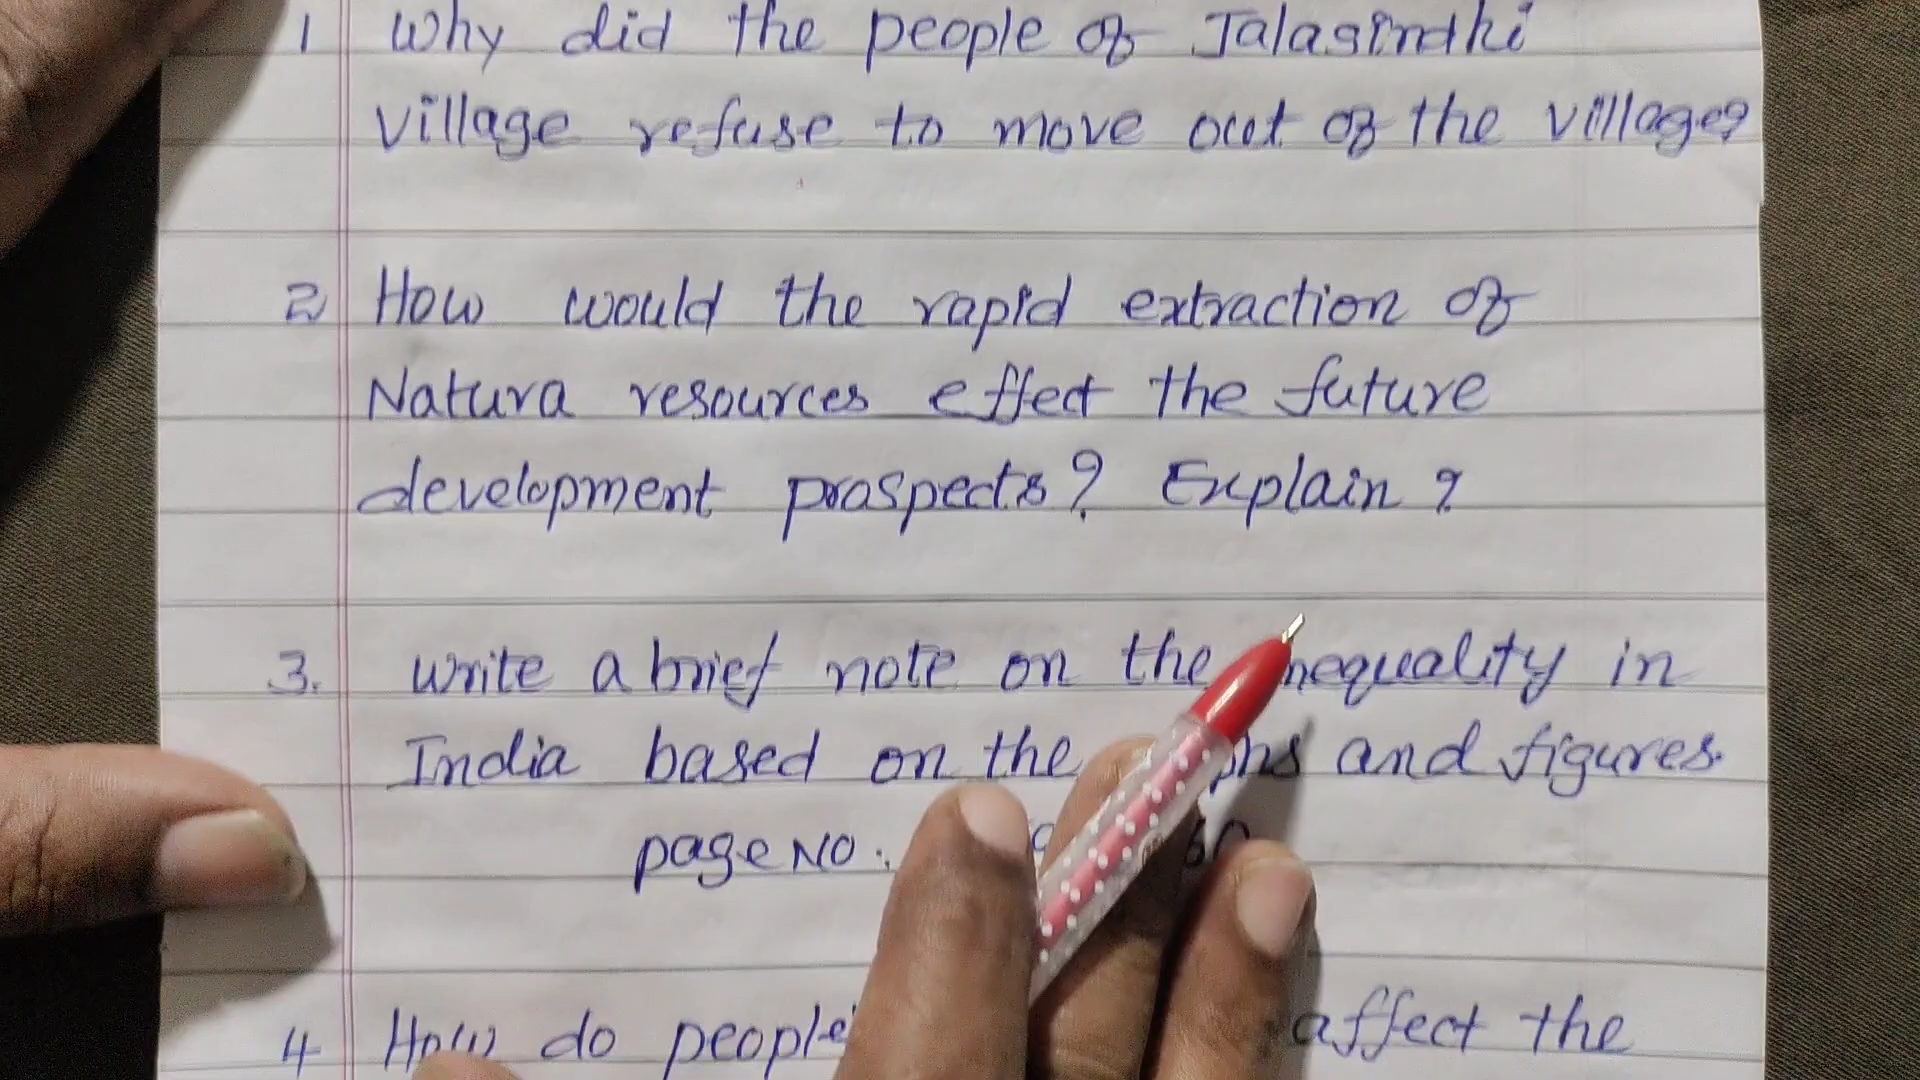 1 Why did the people of Jalasindhi
village refuse to move out of the village?
2) How would the rapid extraction of
Natura resources effect the future
development prospects? Explain ?
3. Write a brief note on the inequality in
India based on the and figures.
page No.
4 How do people affect the